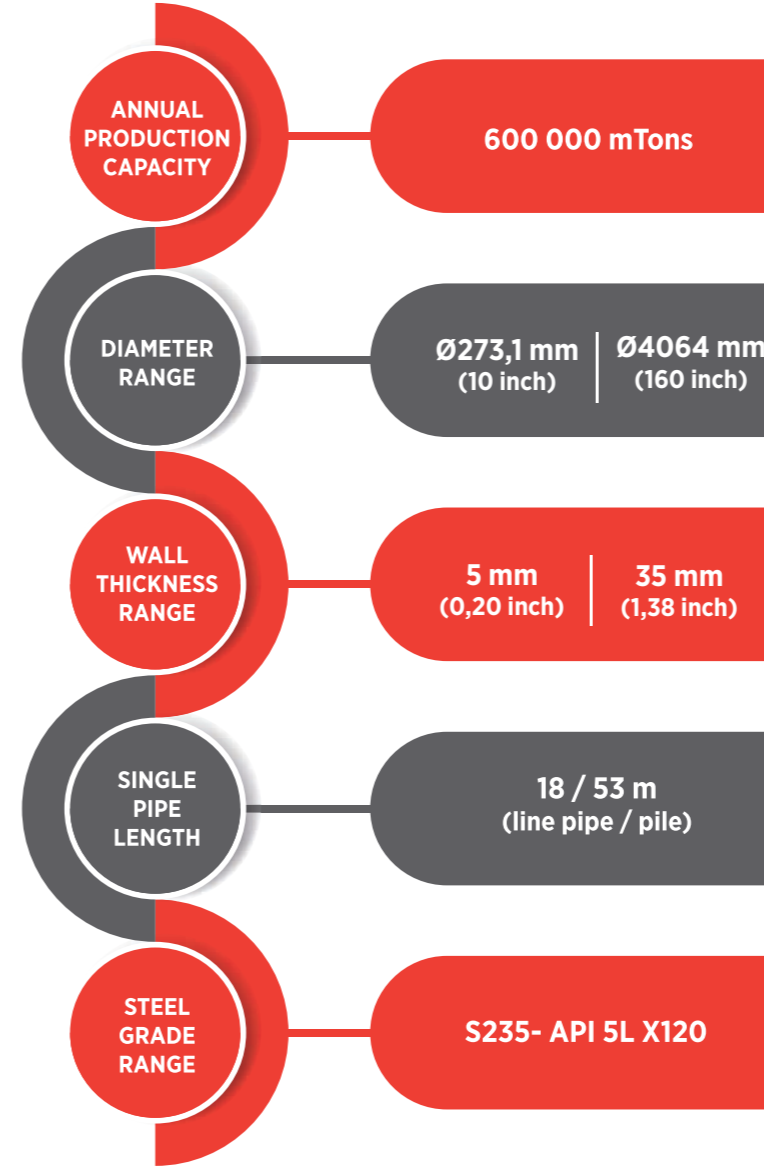 ANNUAL
PRODUCTION
CAPACITY
600 000 mTons
DIAMETER
RANGE
Ø273,1 mm
(10 inch)
Ø4064 mm
(160 inch)
WALL
THICKNESS
RANGE
5 mm
(0,20 inch)
35 mm
(1,38 inch)
SINGLE
PIPE
LENGTH
18 / 53 m
(line pipe / pile)
STEEL
GRADE
RANGE
S235- API 5L X120